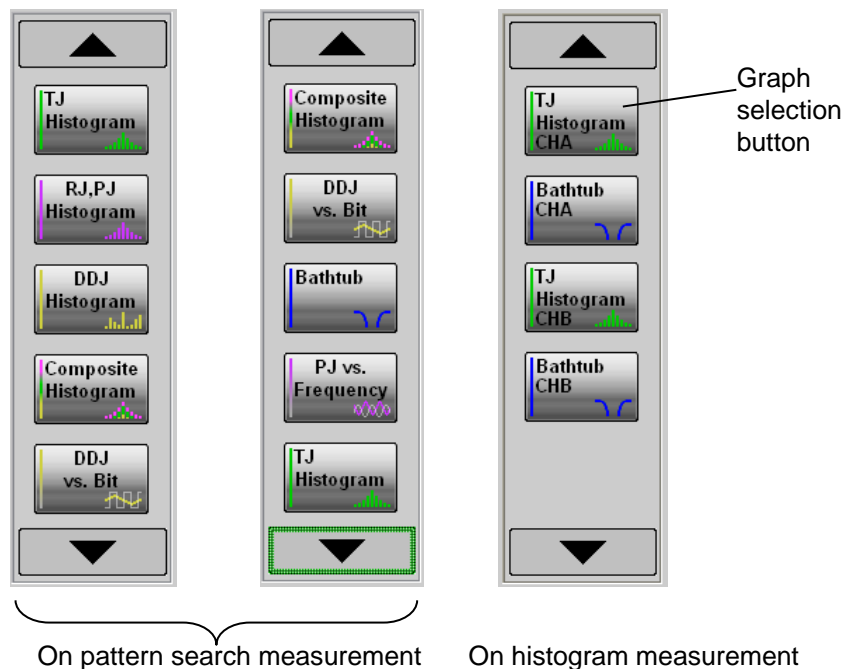 TJ
Histogram
RJ,PJ
Histogram
DDJ
Histogram
Composite
Histogram
DDJ
vs. Bit
Composite
Histogram
DDJ
vs. Bit
Bathtub
PJ vs.
Frequency
TJ
Histogram
TJ
Histogram
CHA
Bathtub
CHA
TJ
Histogram
CHB
Bathtub
CHB
Graph
selection
button
On pattern search measurement
On histogram measurement